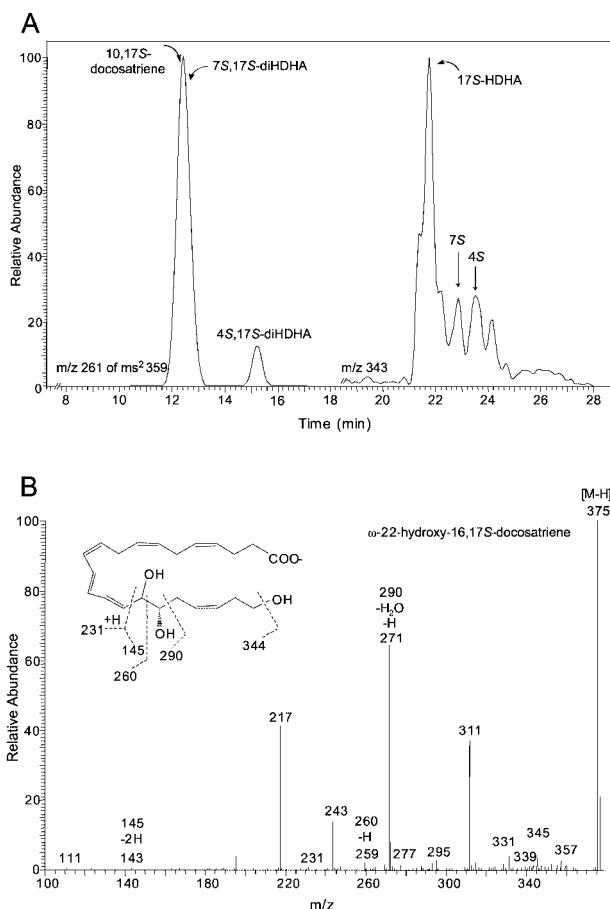 A
10,17S-
docosatriene
7S,17S-diHDHA
17S-HDHA
100
80
60
40
20
0
Relative Abundance
7S
4S
4S,17S-diHDHA
m/z 261 of ms2 359
m/z 343
8 10 12 14 16 18 20 22 24 26 28
Time (min)
B
[M-H]
375
ω-22-hydroxy-16,17S-docosatriene
100
80
60
40
20
0
Relative Abundance
COO-
OH
OH
OH
+H
231
145
260
290
344
290
-H2O
-H
271
217
311
243
260
-H
259
145
-2H
143
111
231
277
295
331
339
345
357
100 140 180 220 260 300 340
m/z